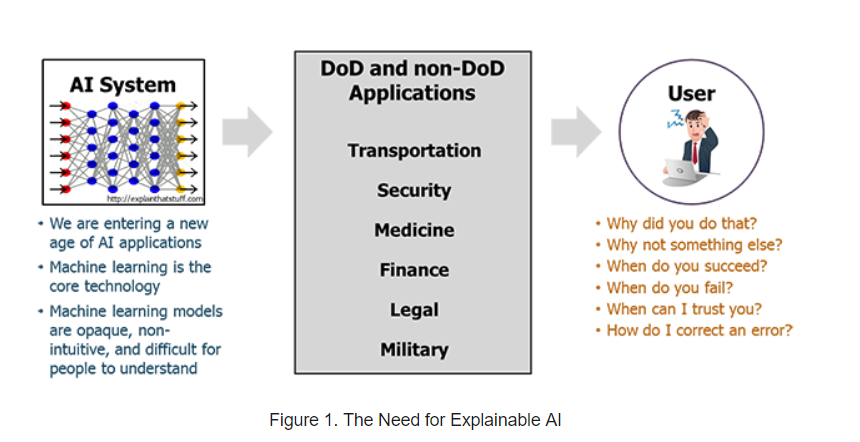 AI System
http://explainthatstuff.com
• We are entering a new
age of AI applications
• Machine learning is the
core technology
• Machine learning models
are opaque, non-
intuitive, and difficult for
people to understand
DoD and non-DoD
Applications
Transportation
Security
Medicine
Finance
Legal
Military
User
• Why did you do that?
• Why not something else?
• When do you succeed?
• When do you fail?
• When can I trust you?
• How do I correct an error?
Figure 1. The Need for Explainable AI